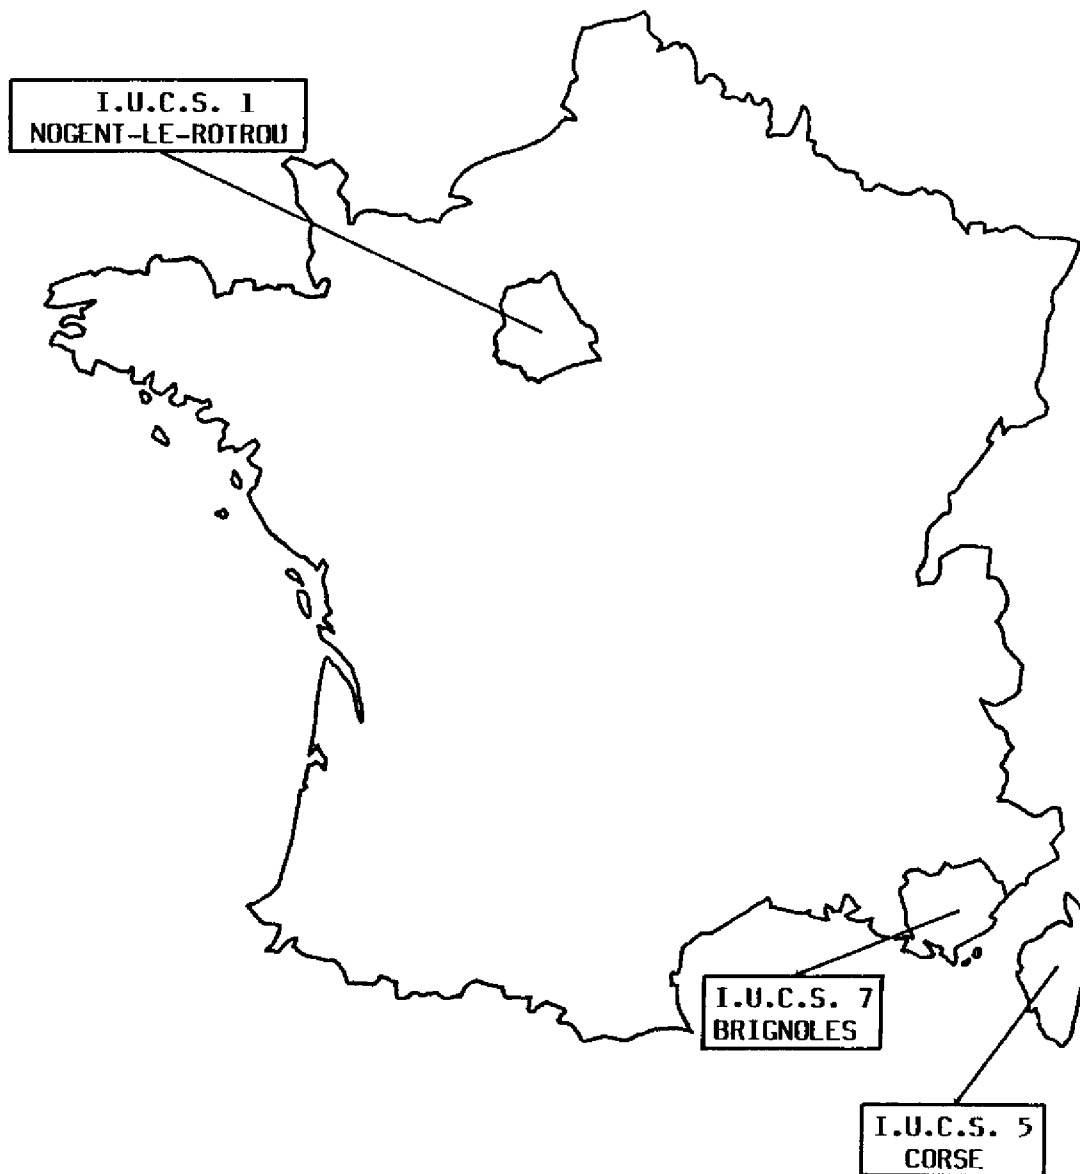 I.U.C.S. 1
NOGENT-LE-ROTROU
I.U.C.S. 7
BRIGNOLES
I.U.C.S. 5
CORSE